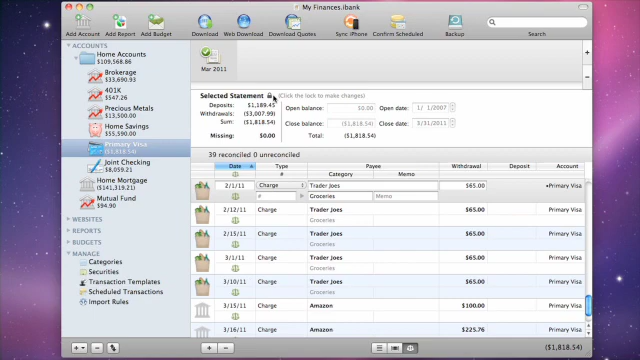 My Finances.ibank
Add Account Add Report Add Budget Download Web Download Download Quotes Sync iPhone Confirm Scheduled Backup Search
ACCOUNTS
Home Accounts
$109,568.86
Brokerage
$33,690.93
401K
$547.26
Precious Metals
$13,500.00
Home Savings
$55,590.00
Primary Visa
($1,818.54)
Joint Checking
$8,059.21
Home Mortgage
($141,319.21)
Mutual Fund
$94.90
WEBSITES
REPORTS
BUDGETS
MANAGE
Categories
Securities
Transaction Templates
Scheduled Transactions
Import Rules
Mar 2011
Selected Statement (Click the lock to make changes)
Deposits: $1,189.45 Open balance: $0.00 Open date: 1/ 1/2007
Withdrawals: ($3,007.99)
Sum: ($1,818.54) Close balance: ($1,818.54) Close date: 3/31/2011
Missing: $0.00 Total: ($1,818.54)
39 reconciled 0 unreconciled
Date Type Payee Withdrawal Deposit Account
# Category Memo
2/1/11 Charge Trader Joes $65.00 •Primary Visa
# Groceries Memo
2/12/11 Charge Trader Joes $65.00 Primary Visa
Groceries
2/15/11 Charge Trader Joes $65.00 Primary Visa
Groceries
3/1/11 Charge Trader Joes $65.00 Primary Visa
Groceries
3/10/11 Charge Trader Joes $65.00 Primary Visa
Groceries
3/15/11 Charge Amazon $100.00 Primary Visa
3/16/11 Charge Amazon $225.76 Primary Visa
($1,818.54)